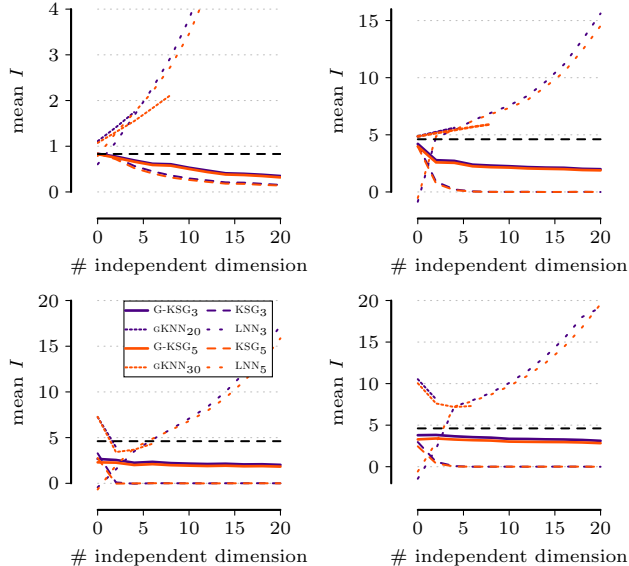 4
3
2
1
0
mean I
0 5 10 15 20
# independent dimension
15
10
5
0
mean I
0 5 10 15 20
# independent dimension
20
15
10
5
0
mean I
G-KSG3 KSG3
GKNN20 LNN3
G-KSG5 KSG5
GKNN30 LNN5
0 5 10 15 20
# independent dimension
20
15
10
5
0
mean I
0 5 10 15 20
# independent dimension